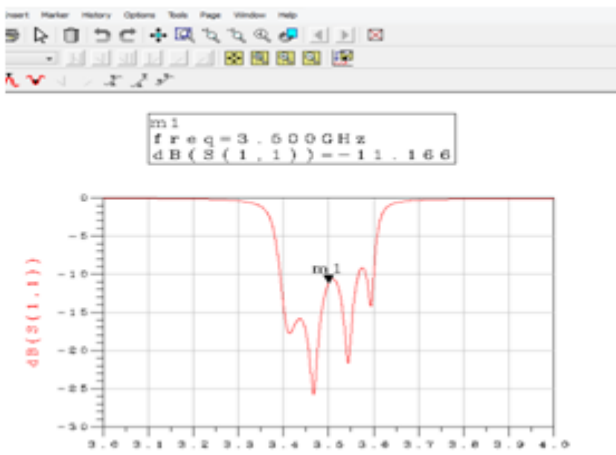 Insert Marker History Options Tools Page Window Help
m1
freq=3.500GHz
dB(S(1,1))=-11.166
m1
dB(S(1,1))
0
-5
-10
-15
-20
-25
-30
3.0 3.1 3.2 3.3 3.4 3.5 3.6 3.7 3.8 3.9 4.0